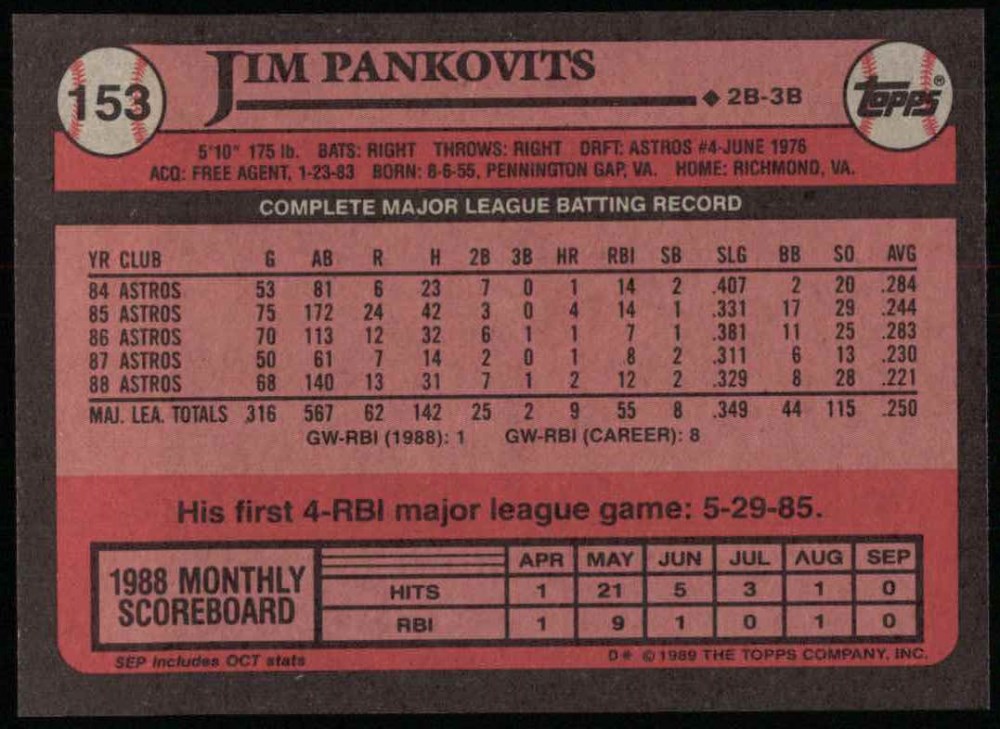 153
JIM PANKOVITS
◆ 2B-3B
topps®
5'10" 175 lb. BATS: RIGHT THROWS: RIGHT DRFT: ASTROS #4-JUNE 1976
ACQ: FREE AGENT, 1-23-83 BORN: 8-6-55, PENNINGTON GAP, VA. HOME: RICHMOND, VA.
COMPLETE MAJOR LEAGUE BATTING RECORD
YR CLUB G AB R H 2B 3B HR RBI SB SLG BB SO AVG
84 ASTROS 53 81 6 23 7 0 1 14 2 .407 2 20 .284
85 ASTROS 75 172 24 42 3 0 4 14 1 .331 17 29 .244
86 ASTROS 70 113 12 32 6 1 1 7 1 .381 11 25 .283
87 ASTROS 50 61 7 14 2 0 1 8 2 .311 6 13 .230
88 ASTROS 68 140 13 31 7 1 2 12 2 .329 8 28 .221
MAJ. LEA. TOTALS 316 567 62 142 25 2 9 55 8 .349 44 115 .250
GW-RBI (1988): 1 GW-RBI (CAREER): 8
His first 4-RBI major league game: 5-29-85.
1988 MONTHLY
SCOREBOARD
APR MAY JUN JUL AUG SEP
HITS 1 21 5 3 1 0
RBI 1 9 1 0 1 0
SEP includes OCT stats
D* © 1989 THE TOPPS COMPANY, INC.